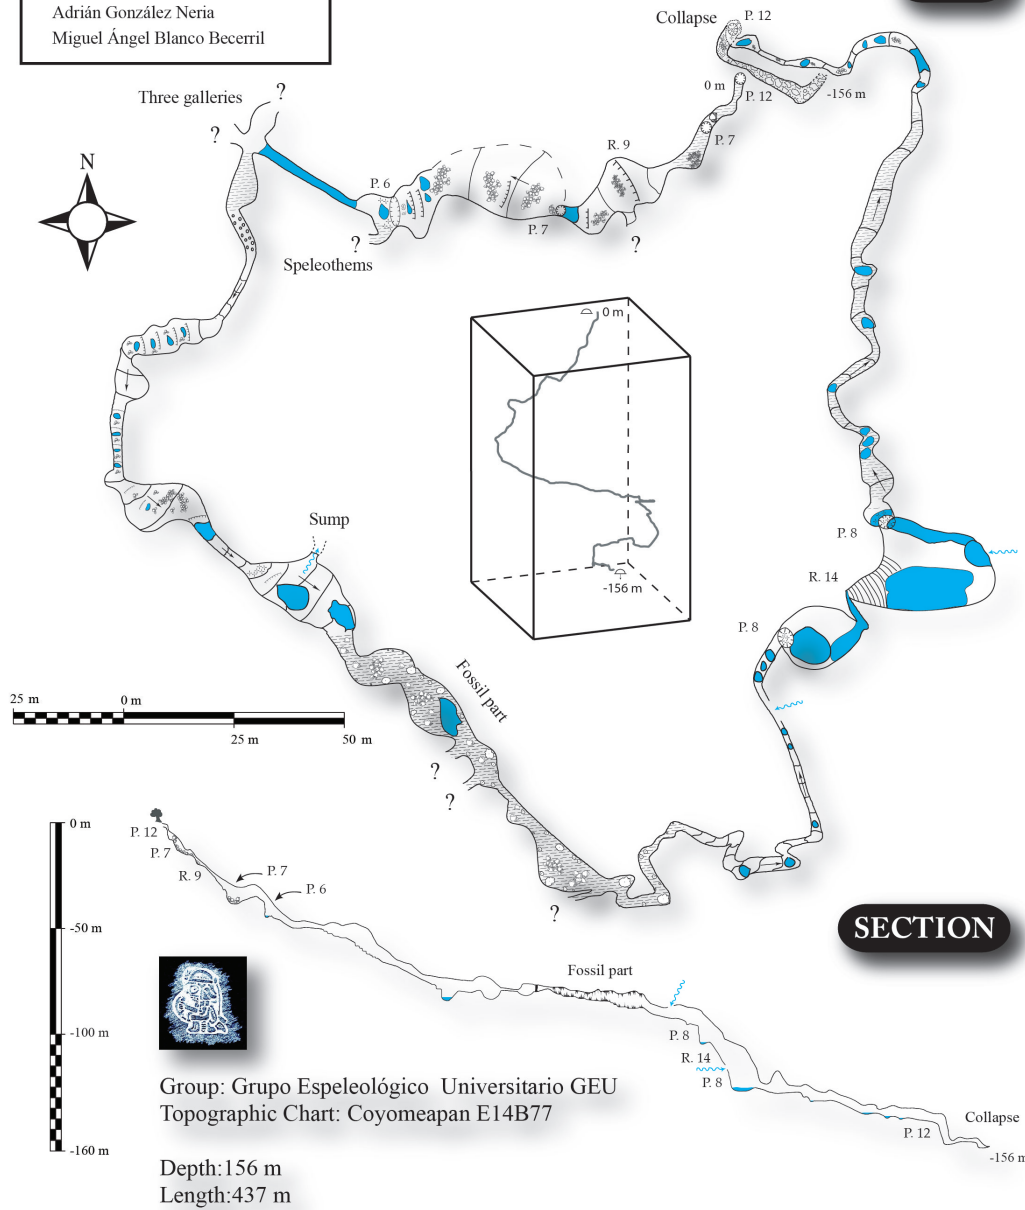 Adrián González Neria
Miguel Ángel Blanco Becerril
Collapse
P. 12
0 m
P. 12
-156 m
P. 7
Three galleries
?
?
R. 9
P. 6
N
P. 7
?
?
Speleothems
0 m
-156 m
Sump
P. 8
R. 14
P. 8
Fossil part
25 m
0 m
25 m
50 m
?
?
?
0 m
P. 12
P. 7
R. 9
P. 7
P. 6
-50 m
SECTION
Fossil part
-100 m
P. 8
R. 14
P. 8
Group: Grupo Espeleológico Universitario GEU
Topographic Chart: Coyomeapan E14B77
Collapse
P. 12
-160 m
-156 m
Depth:156 m
Length:437 m